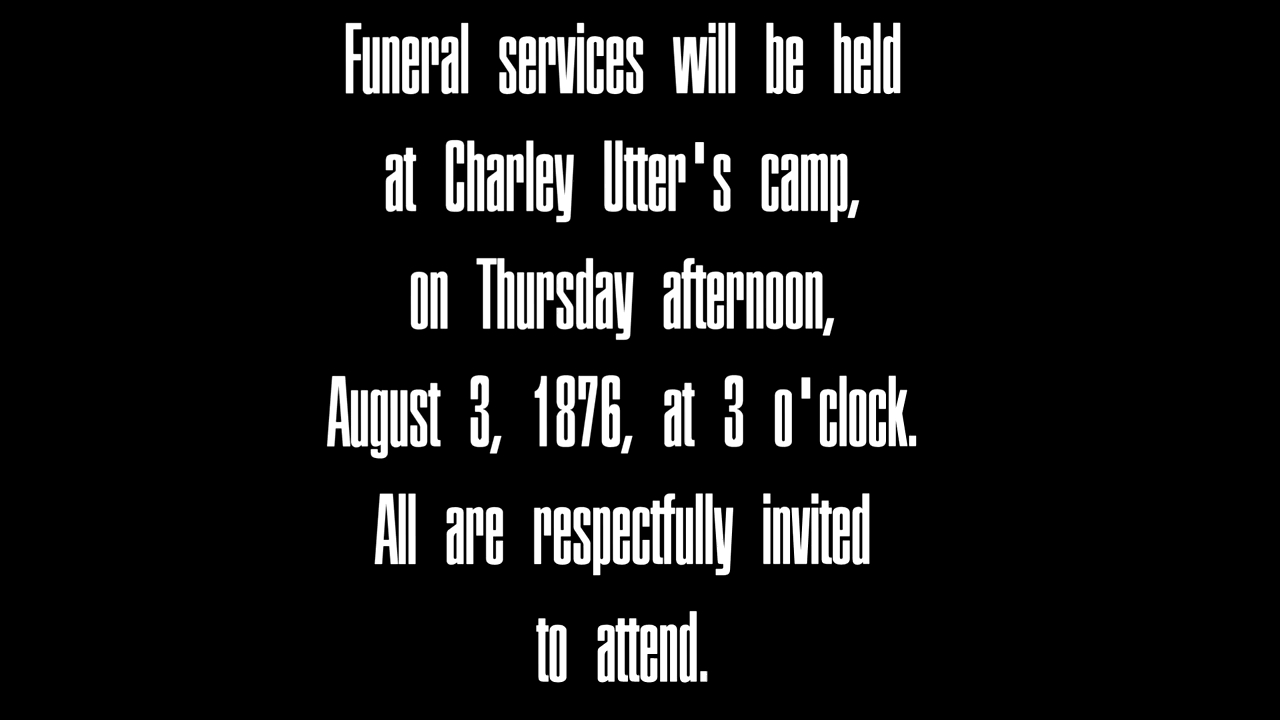 Funeral services will be held
at Charley Utter's camp,
on Thursday afternoon,
August 3, 1876, at 3 o'clock.
All are respectfully invited
to attend.